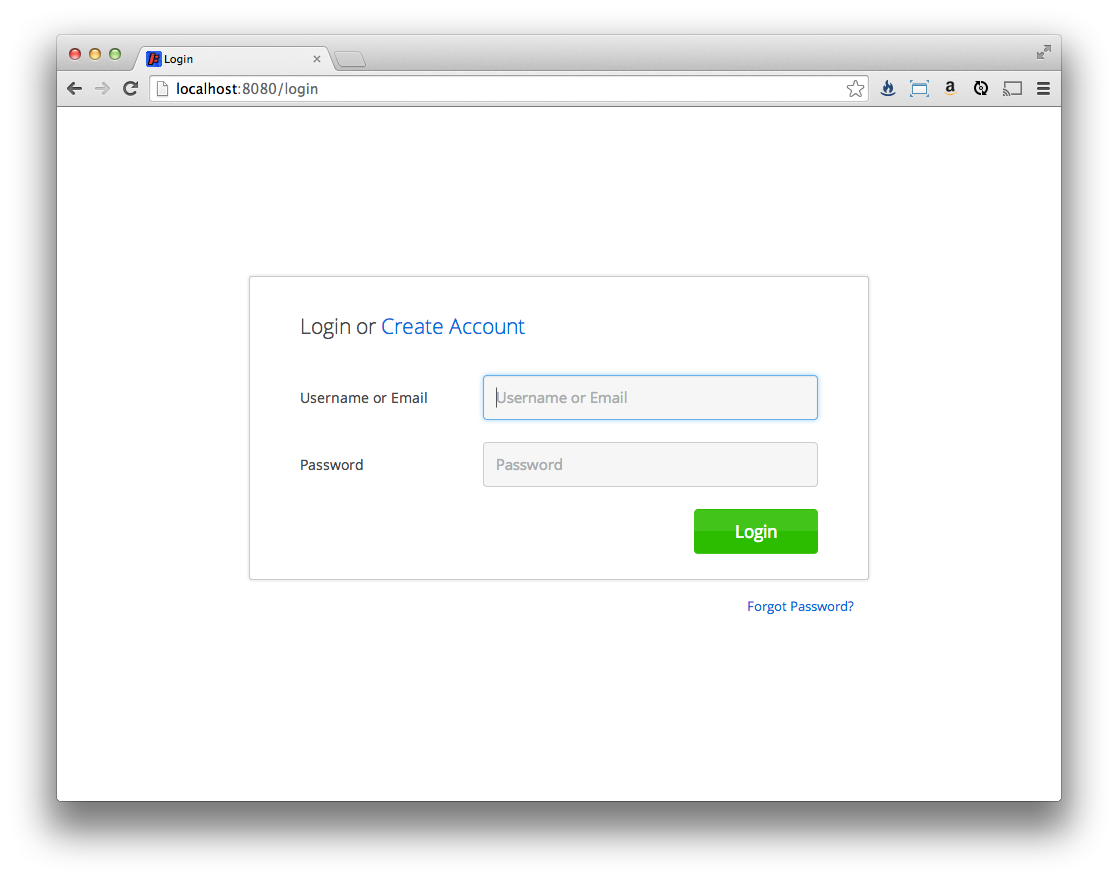 Login
localhost:8080/login
Login or Create Account
Username or Email Username or Email
Password Password
Login
Forgot Password?